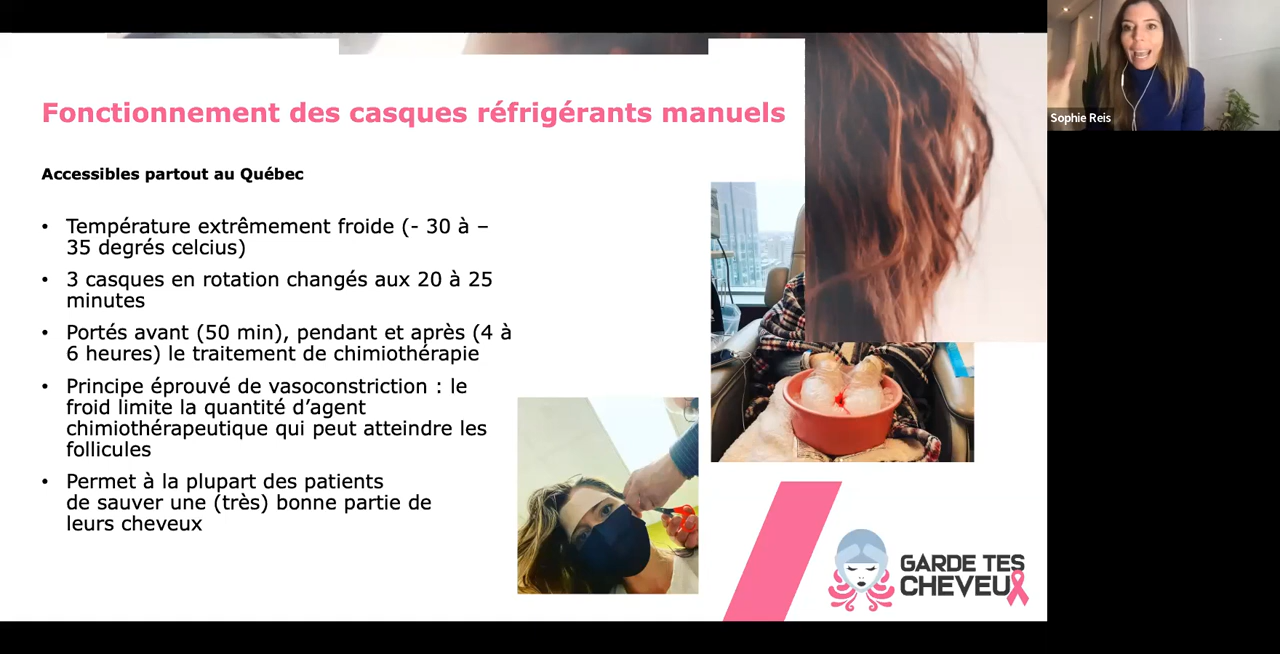 Fonctionnement des casques réfrigérants manuels
Accessibles partout au Québec
• Température extrêmement froide (- 30 à –
35 degrés celcius)
• 3 casques en rotation changés aux 20 à 25
minutes
• Portés avant (50 min), pendant et après (4 à
6 heures) le traitement de chimiothérapie
• Principe éprouvé de vasoconstriction : le
froid limite la quantité d’agent
chimiothérapeutique qui peut atteindre les
follicules
• Permet à la plupart des patients
de sauver une (très) bonne partie de
leurs cheveux
GARDE TES
CHEVEUX
Sophie Reis